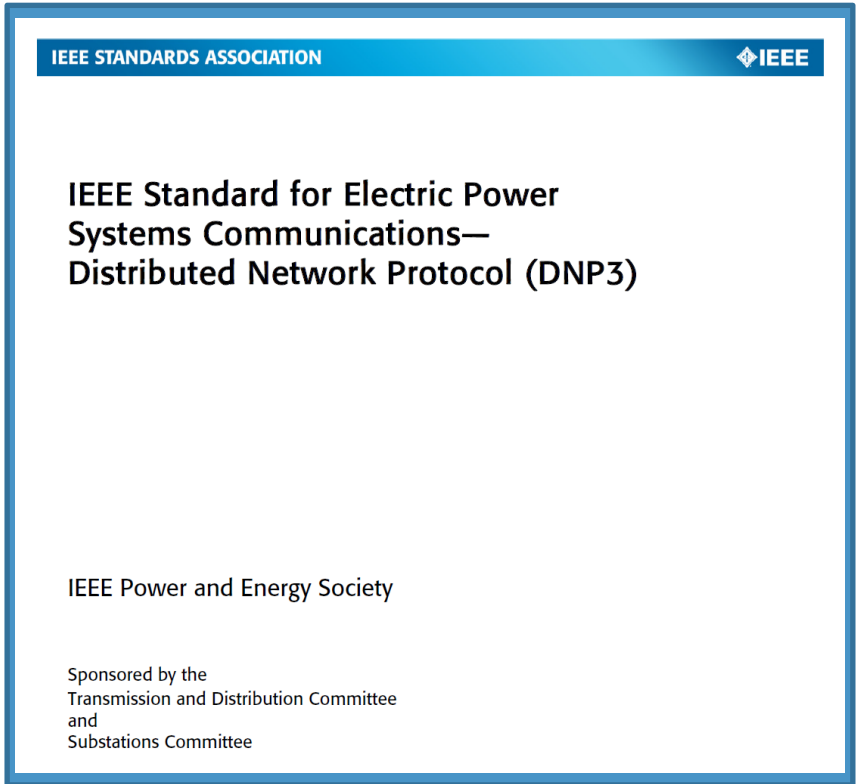 IEEE STANDARDS ASSOCIATION
IEEE
IEEE Standard for Electric Power
Systems Communications—
Distributed Network Protocol (DNP3)
IEEE Power and Energy Society
Sponsored by the
Transmission and Distribution Committee
and
Substations Committee